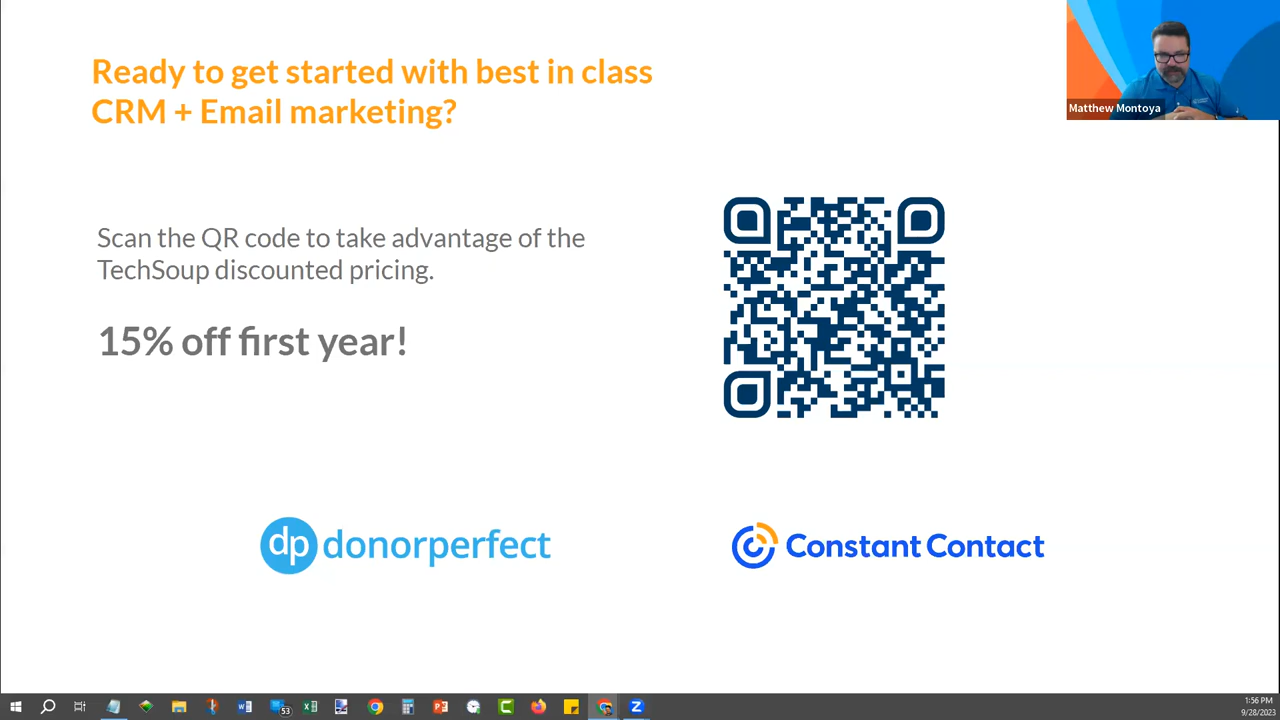 Ready to get started with best in class
CRM + Email marketing?
Matthew Montoya
Scan the QR code to take advantage of the
TechSoup discounted pricing.
15% off first year!
dp donorperfect
Constant Contact
53
1:56 PM
9/28/2023